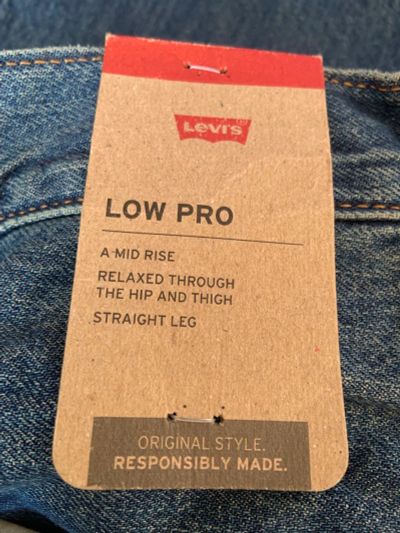 Levi's
LOW PRO
A MID RISE
RELAXED THROUGH
THE HIP AND THIGH
STRAIGHT LEG
ORIGINAL STYLE.
RESPONSIBLY MADE.